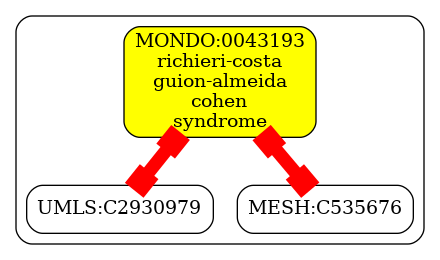 MONDO:0043193
richieri-costa
guion-almeida
cohen
syndrome
UMLS:C2930979
MESH:C535676